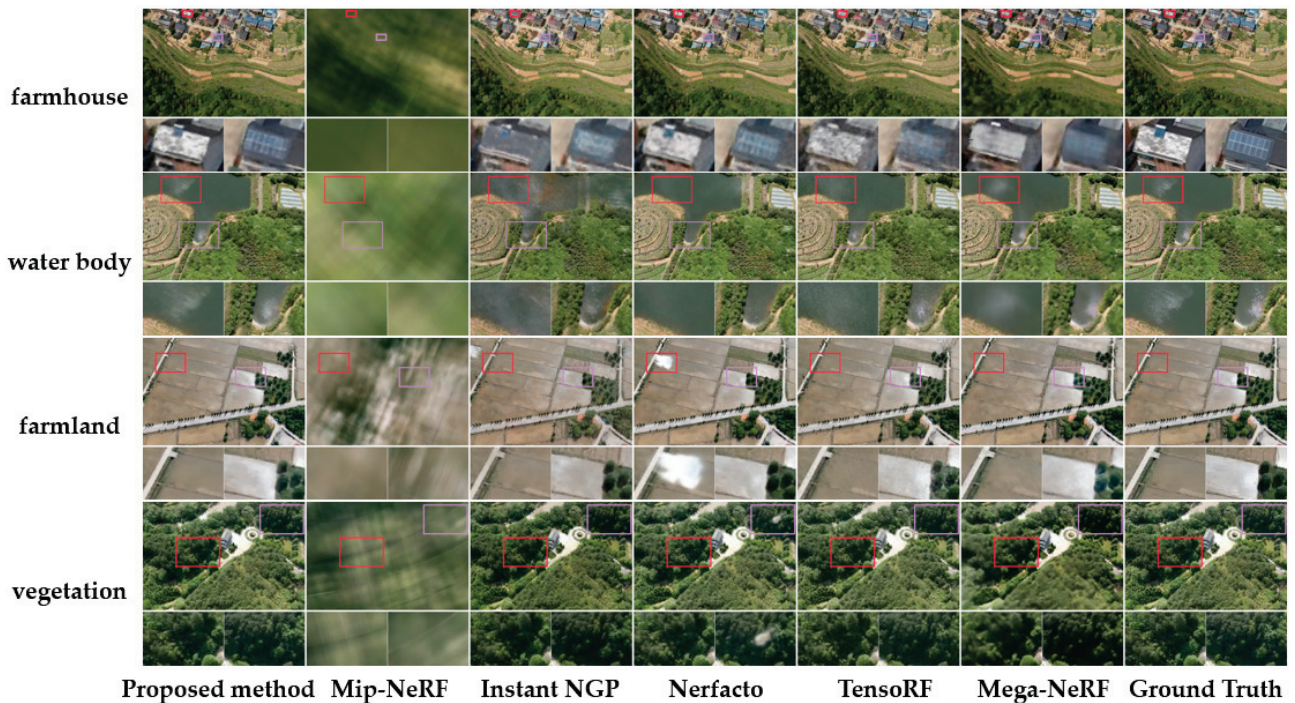 farmhouse
water body
farmland
vegetation
Proposed method Mip-NeRF Instant NGP Nerfacto TensoRF Mega-NeRF Ground Truth